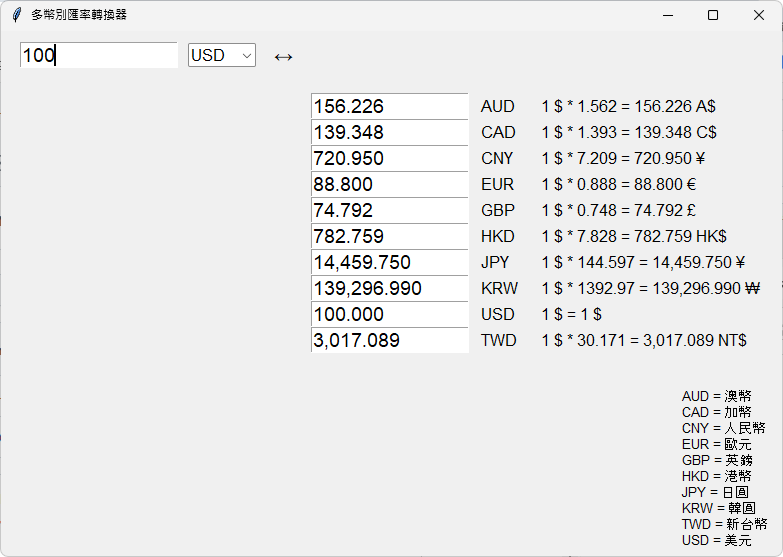 多幣別匯率轉換器
100 USD ↔
156.226 AUD 1 $ * 1.562 = 156.226 A$
139.348 CAD 1 $ * 1.393 = 139.348 C$
720.950 CNY 1 $ * 7.209 = 720.950 ¥
88.800 EUR 1 $ * 0.888 = 88.800 €
74.792 GBP 1 $ * 0.748 = 74.792 £
782.759 HKD 1 $ * 7.828 = 782.759 HK$
14,459.750 JPY 1 $ * 144.597 = 14,459.750 ¥
139,296.990 KRW 1 $ * 1392.97 = 139,296.990 ₩
100.000 USD 1 $ = 1 $
3,017.089 TWD 1 $ * 30.171 = 3,017.089 NT$
AUD = 澳幣
CAD = 加幣
CNY = 人民幣
EUR = 歐元
GBP = 英鎊
HKD = 港幣
JPY = 日圓
KRW = 韓圓
TWD = 新台幣
USD = 美元